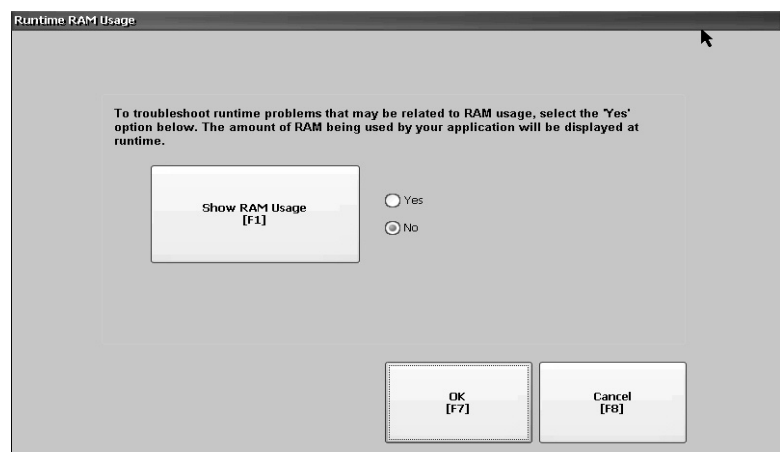 Runtime RAM Usage
To troubleshoot runtime problems that may be related to RAM usage, select the 'Yes'
option below. The amount of RAM being used by your application will be displayed at
runtime.
Show RAM Usage
[F1]
Yes
No
OK
[F7]
Cancel
[F8]